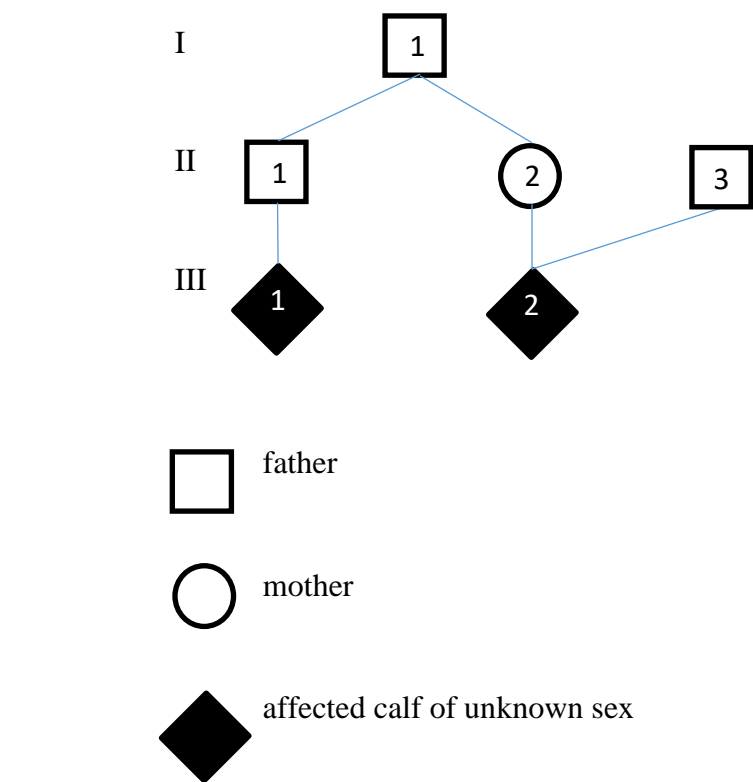 I
1
II
1 2 3
III
1 2
father
mother
affected calf of unknown sex